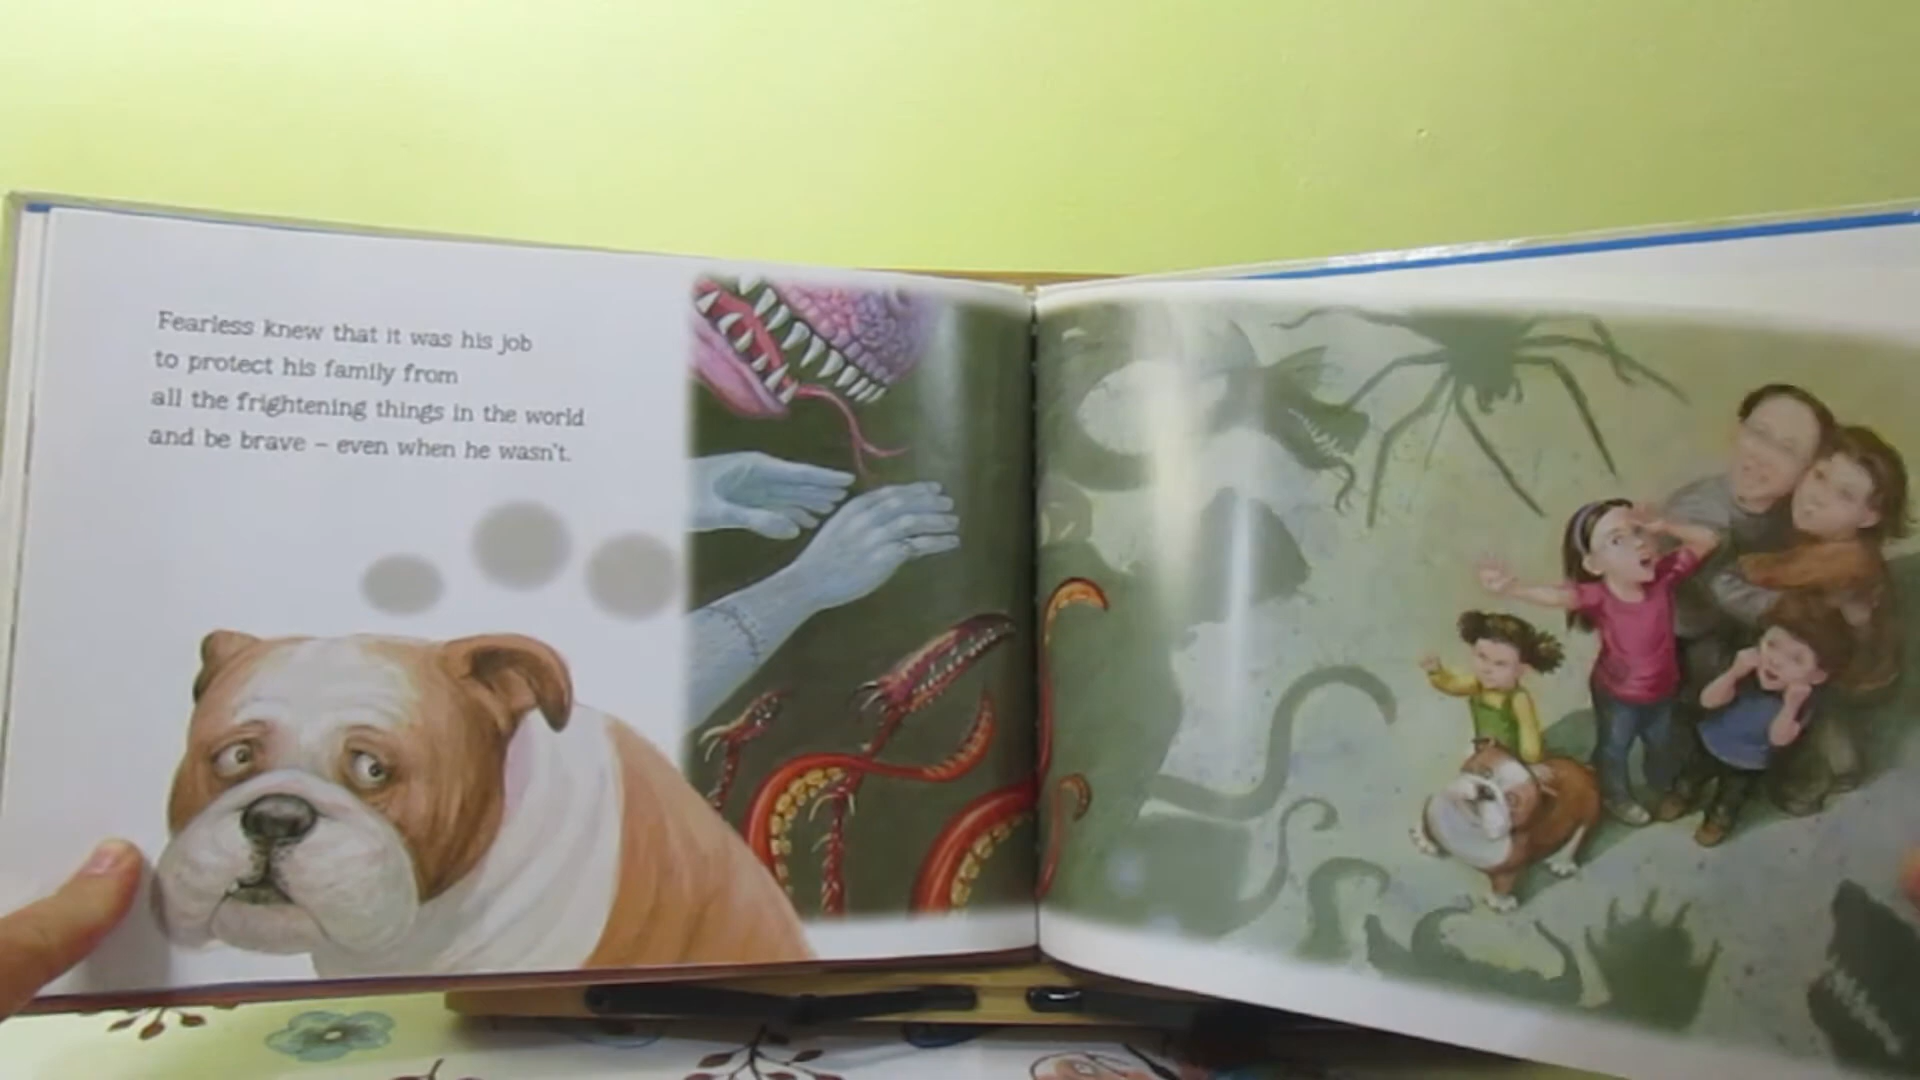 Fearless knew that it was his job
to protect his family from
all the frightening things in the world
and be brave – even when he wasn't.